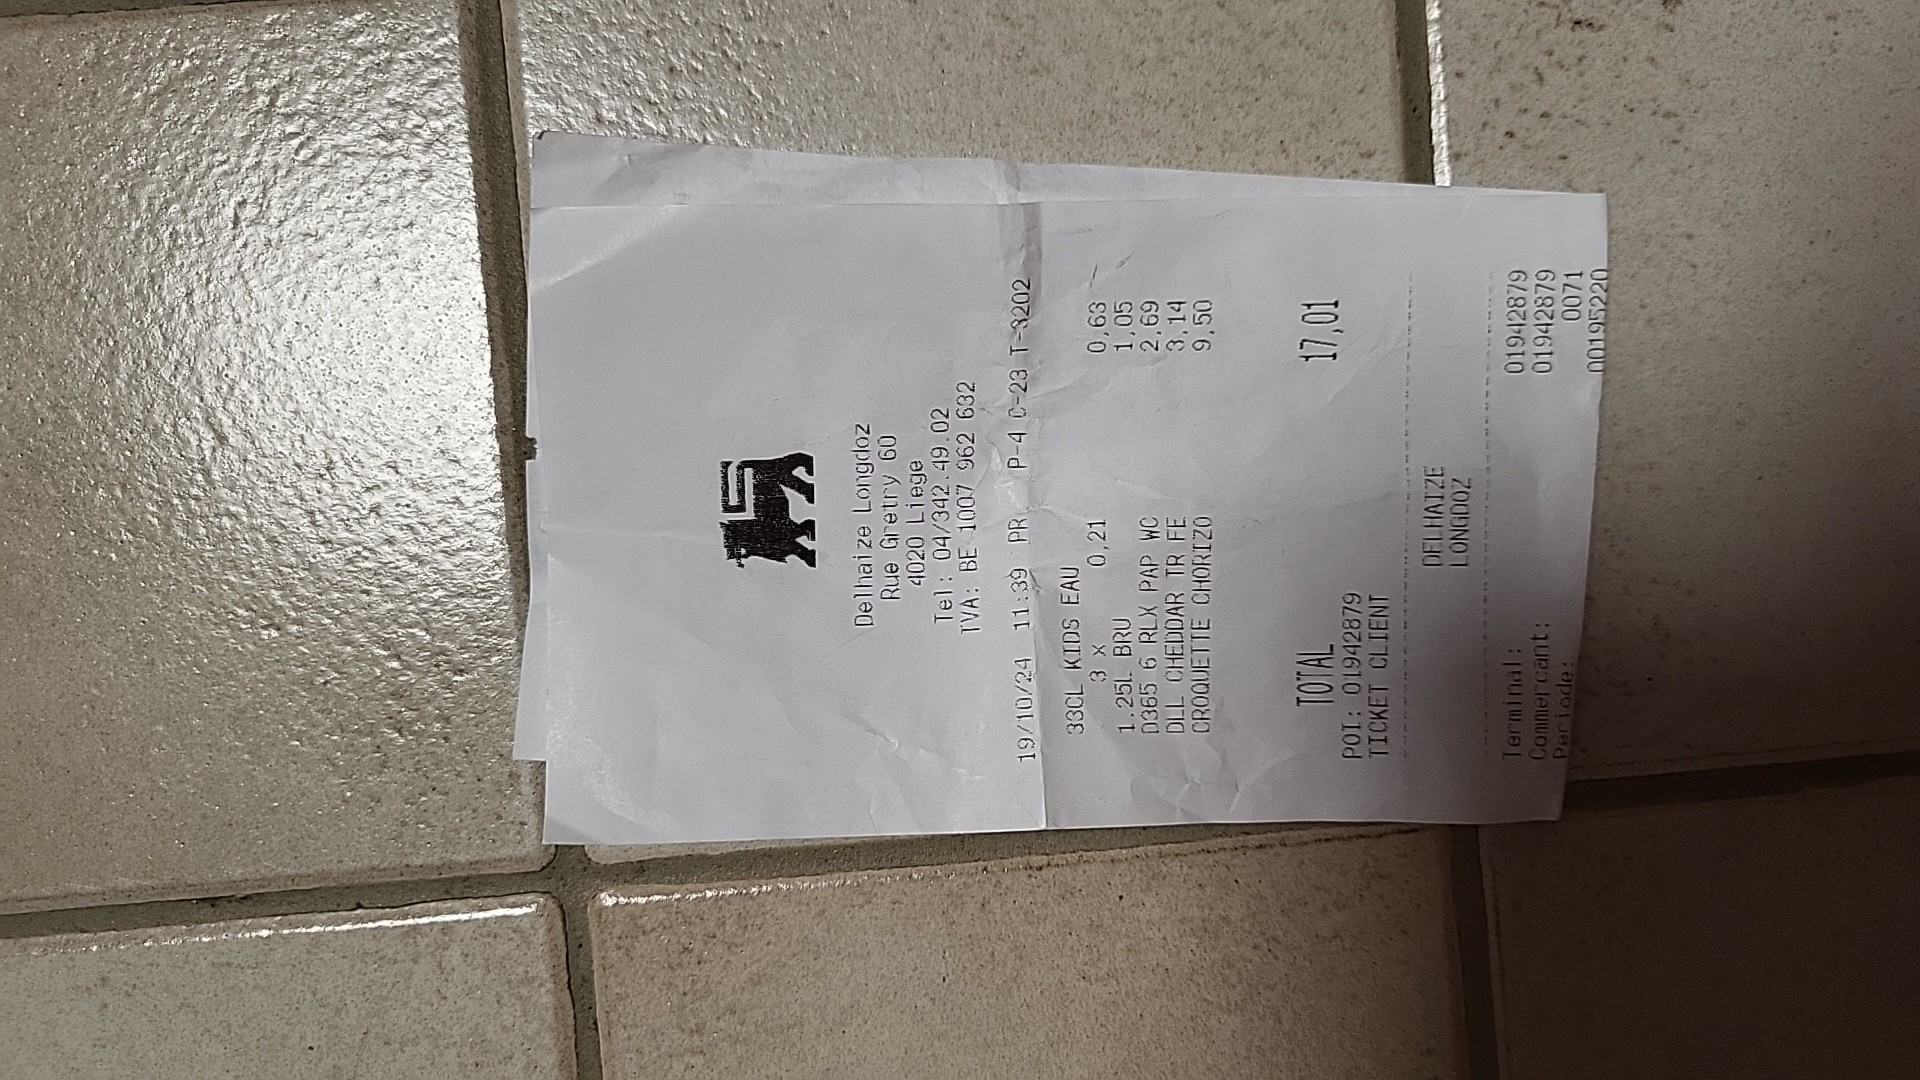 Delhaize Longdoz
Rue Gretry 60
4020 Liege
Tel: 04/342.49.02
TVA: BE 1007 962 632
19/10/24 11:39 PR P-4 C-23 T-3202
33CL KIDS EAU
3 x 0,21 0,63
1.25L BRU 1,05
D365 6 RLX PAP WC 2,69
DLL CHEDDAR TR FE 3,14
CROQUETTE CHORIZO 9,50
TOTAL 17,01
POI: 01942879
TICKET CLIENT
DELHAIZE
LONGDOZ
Terminal: 01942879
Commercant: 01942879
Periode: 0071
00195220